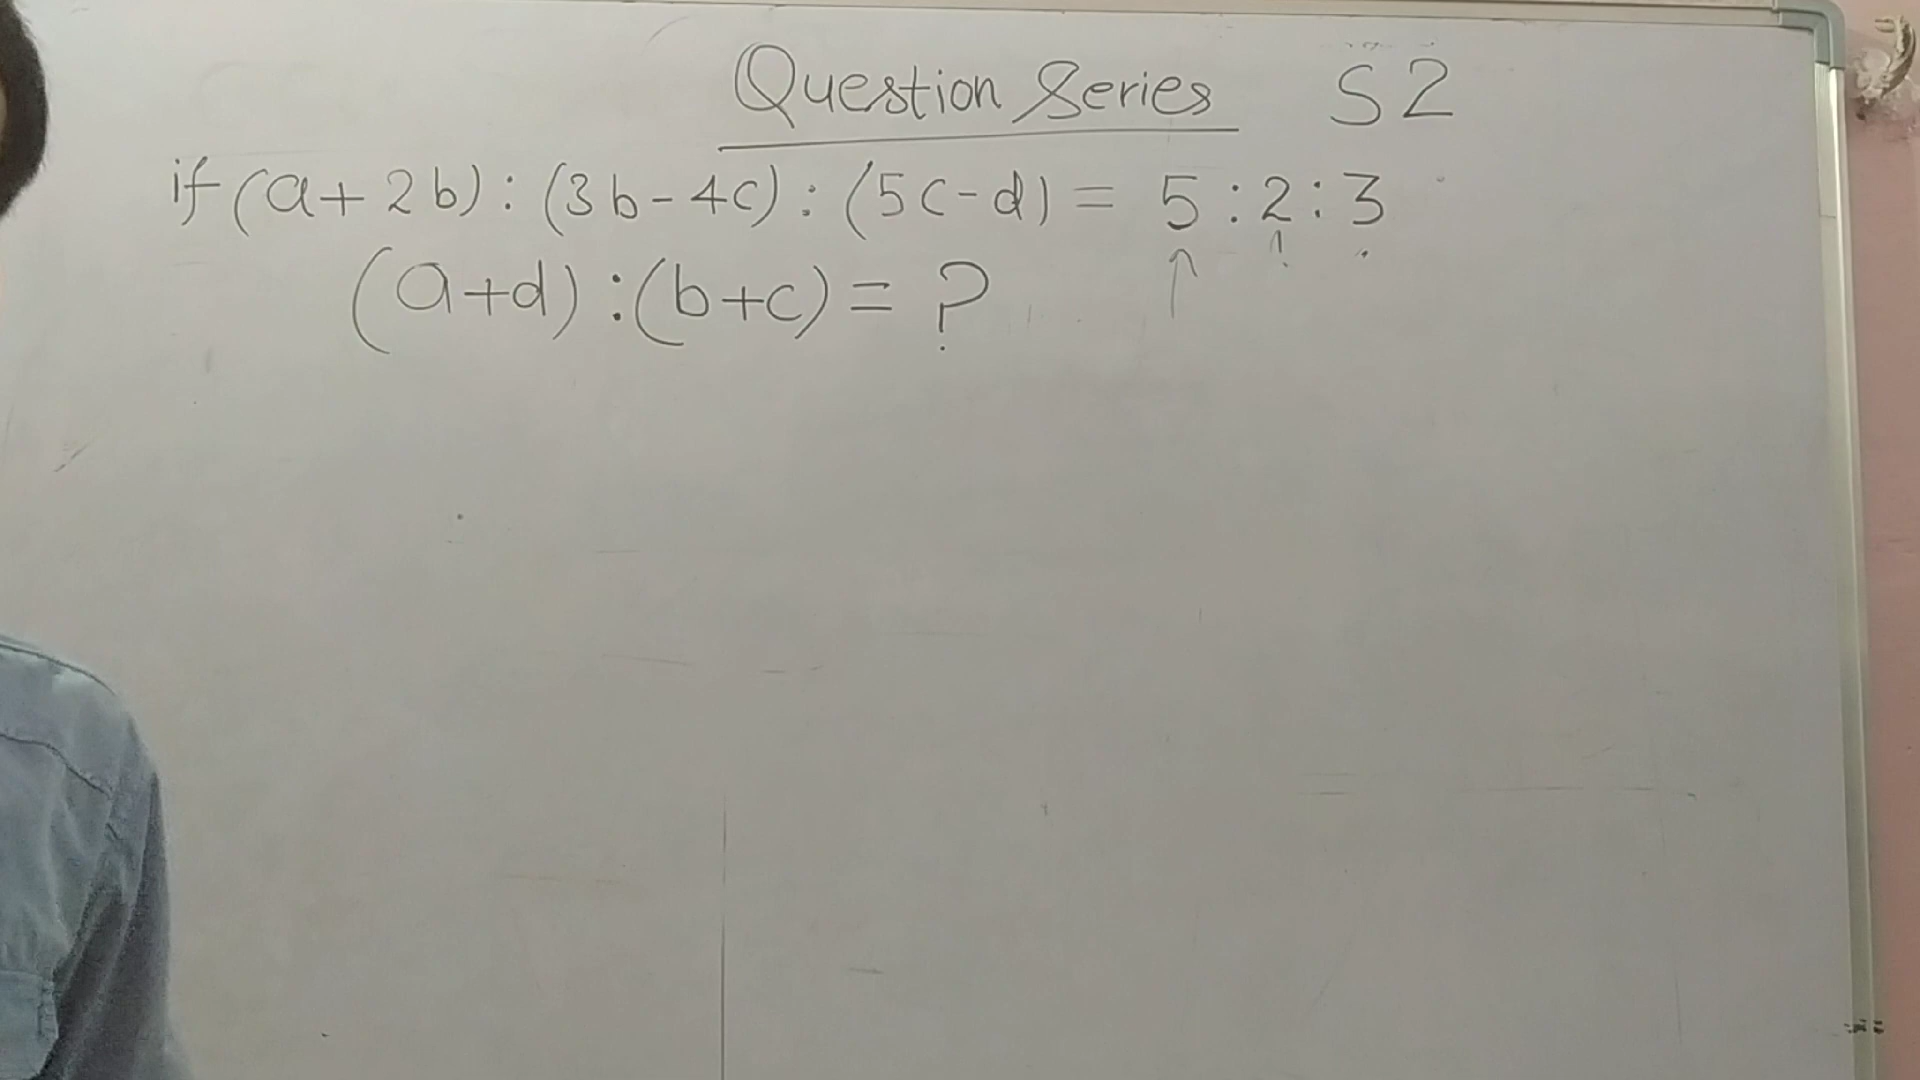 Question Series S2
if (a+2b) : (3b-4c) : (5c-d) = 5 : 2 : 3
(a+d) : (b+c) = ?